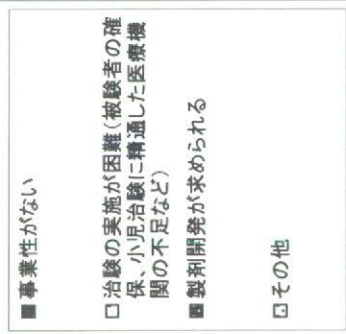 ■事業性がない
□治験の実施が困難(被験者の確
保、小児治験に精通した医療機
関の不足など)
■製剤開発が求められる
□その他